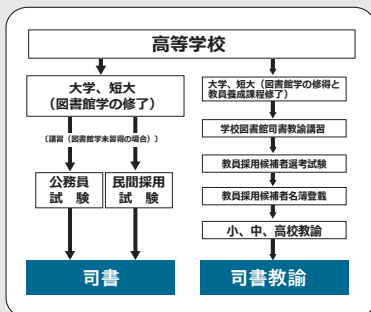 高等学校
大学、短大
（図書館学の修了）
〔講習（図書館学未習得の場合）〕
公務員
試　験
民間採用
試　験
司書
大学、短大（図書館学の修得と
教員養成課程修了）
学校図書館司書教諭講習
教員採用候補者選考試験
教員採用候補者名簿登載
小、中、高校教諭
司書教諭